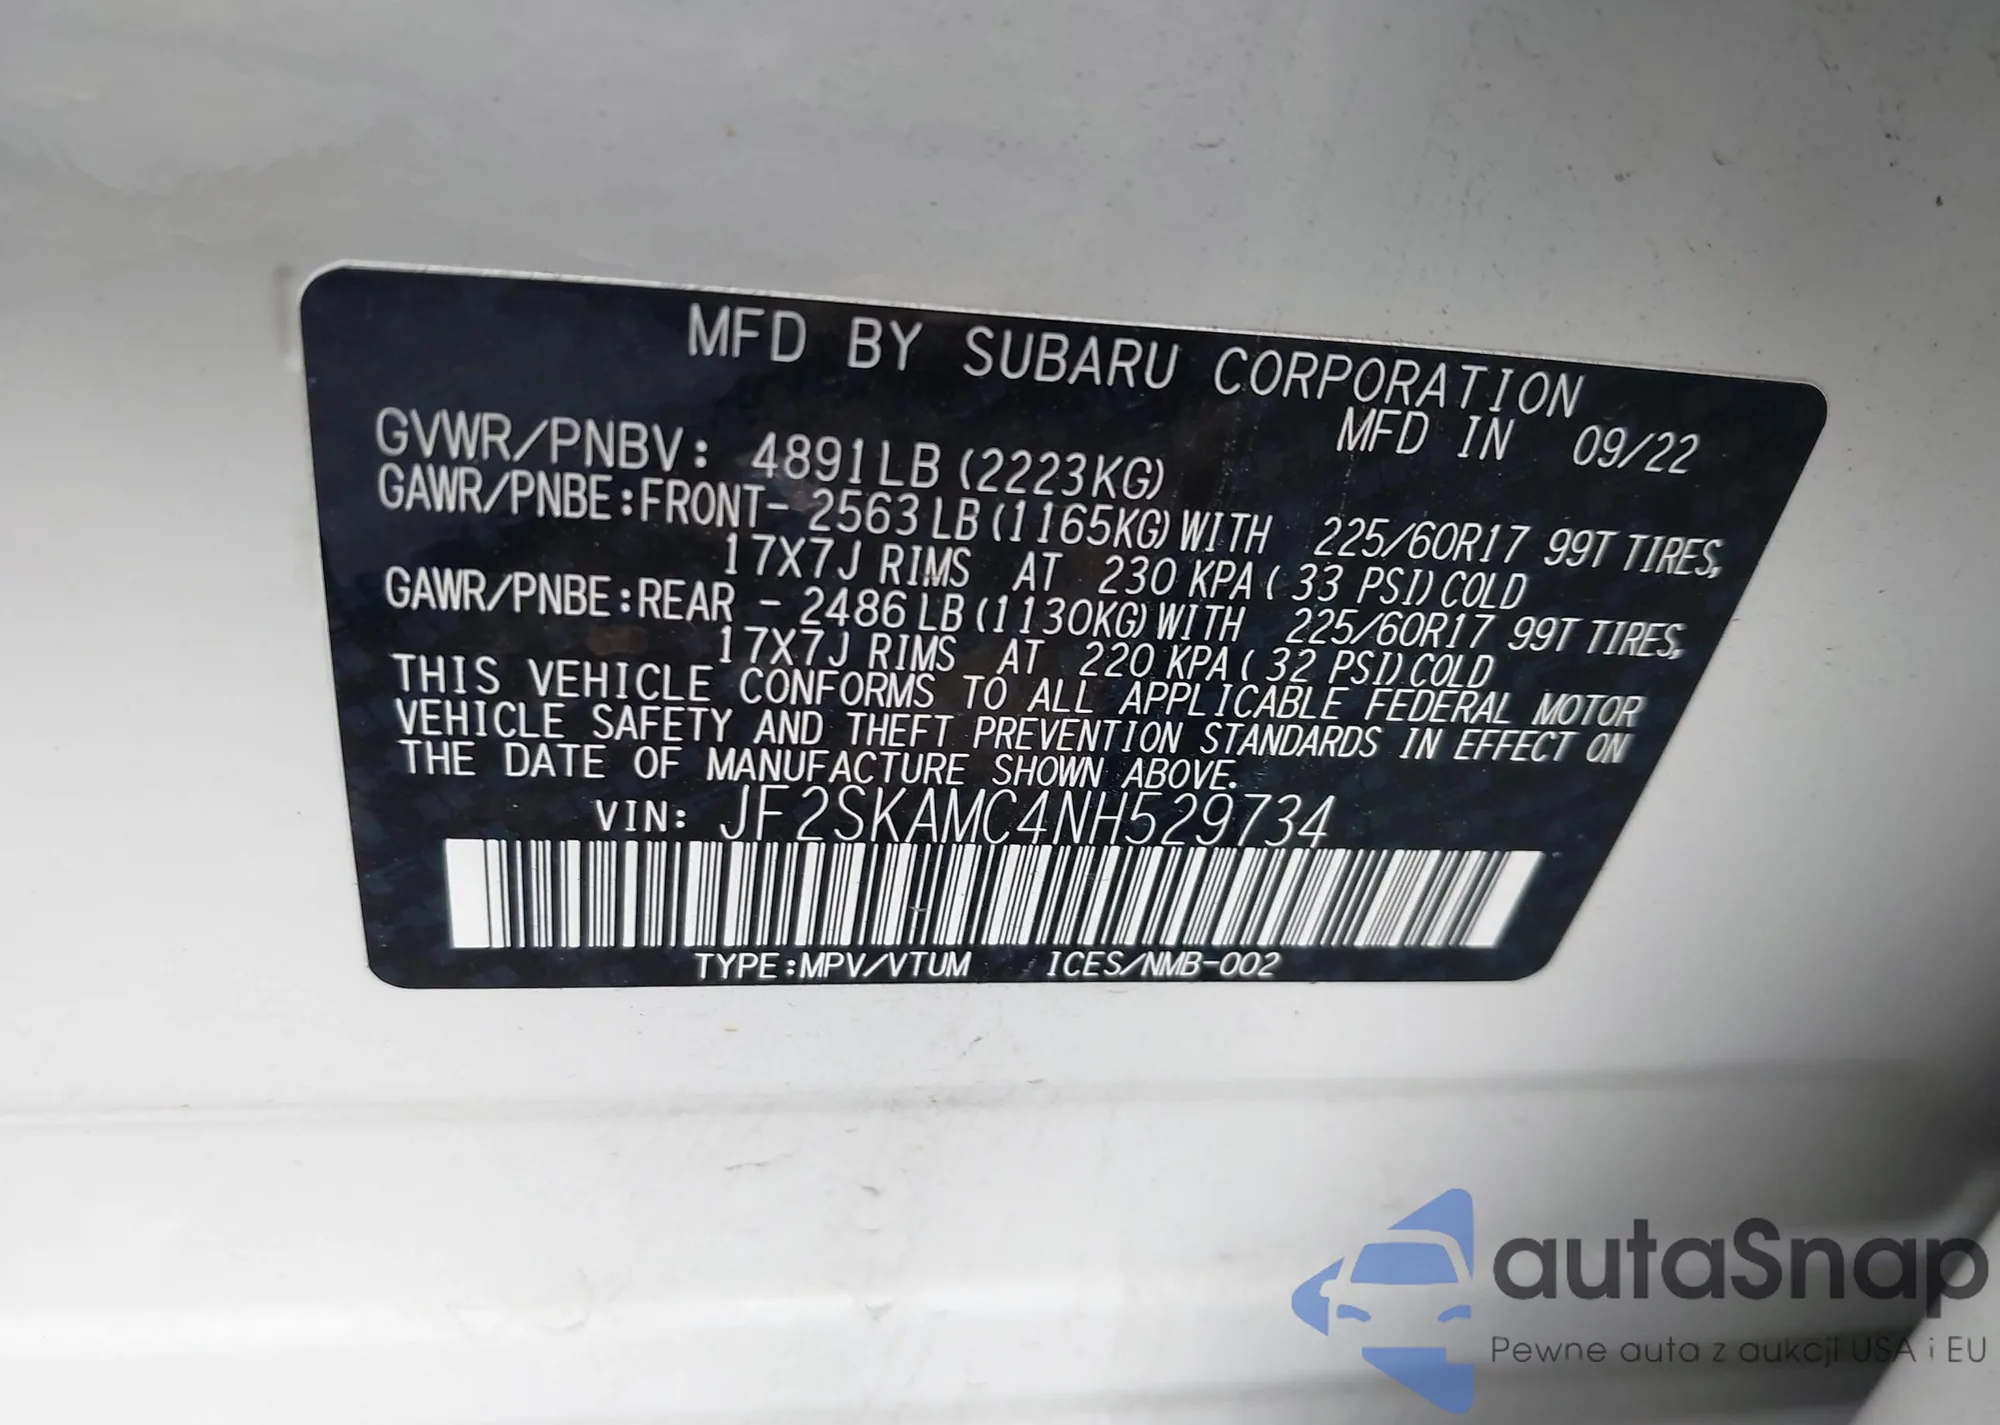 MFD BY SUBARU CORPORATION
MFD IN 09/22
GVWR/PNBV: 4891LB (2223KG)
GAWR/PNBE:FRONT- 2563 LB (1165KG) WITH 225/60R17 99T TIRES,
17X7J RIMS AT 230 KPA ( 33 PSI) COLD
GAWR/PNBE:REAR - 2486 LB (1130KG) WITH 225/60R17 99T TIRES,
17X7J RIMS AT 220 KPA ( 32 PSI) COLD
THIS VEHICLE CONFORMS TO ALL APPLICABLE FEDERAL MOTOR
VEHICLE SAFETY AND THEFT PREVENTION STANDARDS IN EFFECT ON
THE DATE OF MANUFACTURE SHOWN ABOVE.
VIN: JF2SKAMC4NH529734
TYPE:MPV/VTUM ICES/NMB-002
autaSnap
Pewne auta z aukcji USA i EU